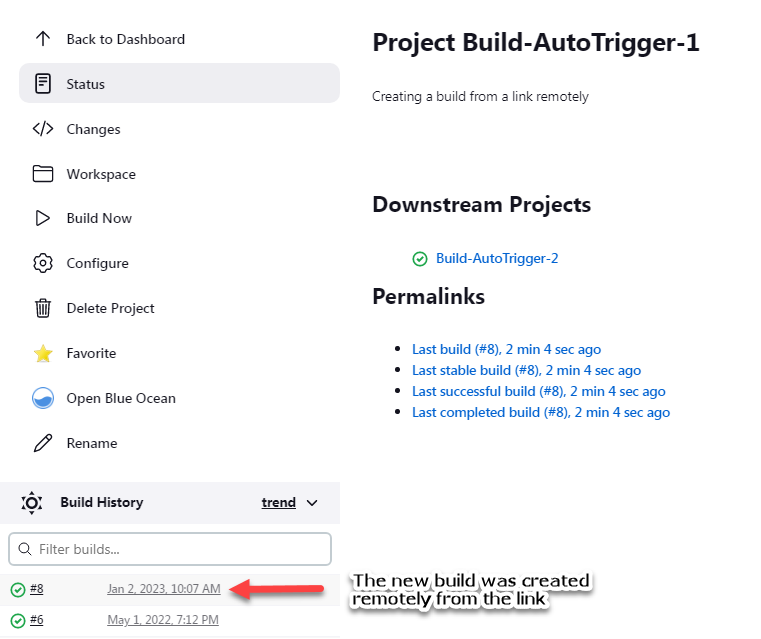 Back to Dashboard
Status
Changes
Workspace
Build Now
Configure
Delete Project
Favorite
Open Blue Ocean
Rename
Build History
trend
Filter builds...
#8
Jan 2, 2023, 10:07 AM
#6
May 1, 2022, 7:12 PM
Project Build-AutoTrigger-1
Creating a build from a link remotely
Downstream Projects
Build-AutoTrigger-2
Permalinks
Last build (#8), 2 min 4 sec ago
Last stable build (#8), 2 min 4 sec ago
Last successful build (#8), 2 min 4 sec ago
Last completed build (#8), 2 min 4 sec ago
The new build was created
remotely from the link